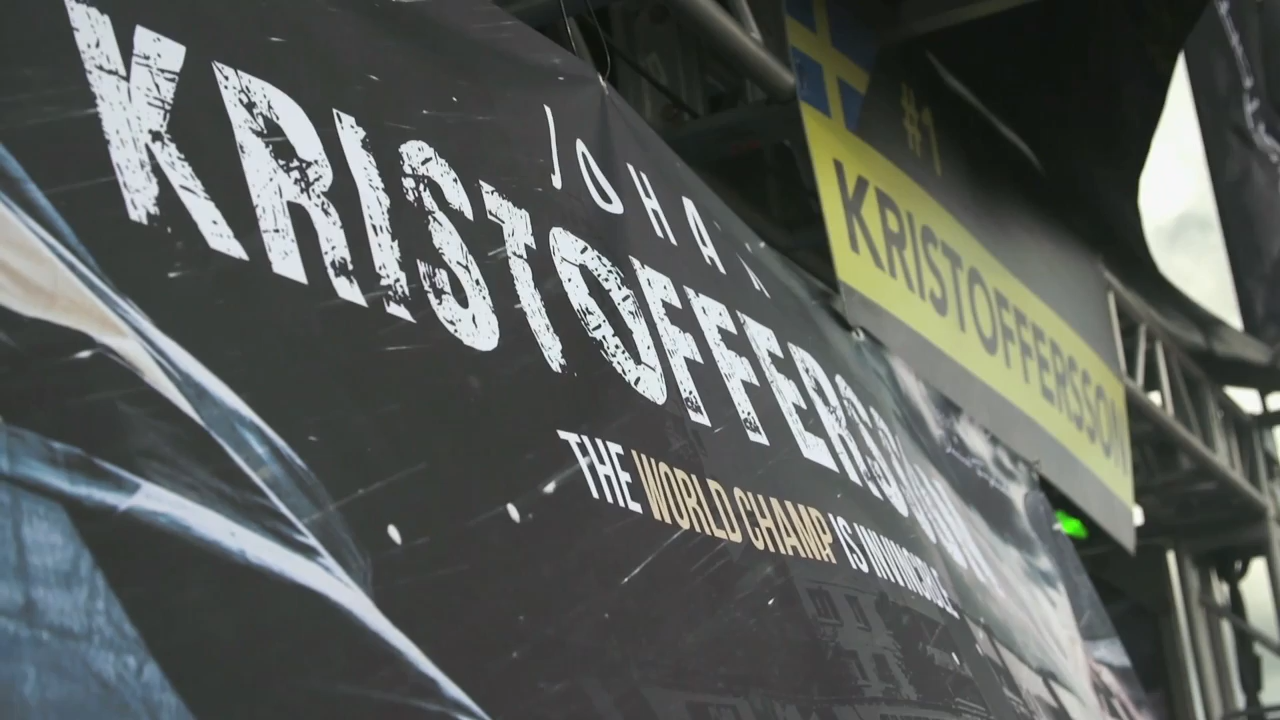 JOHAN
KRISTOFFERSSON
THE WORLD CHAMP IS INVINCIBLE
#1
KRISTOFFERSSON